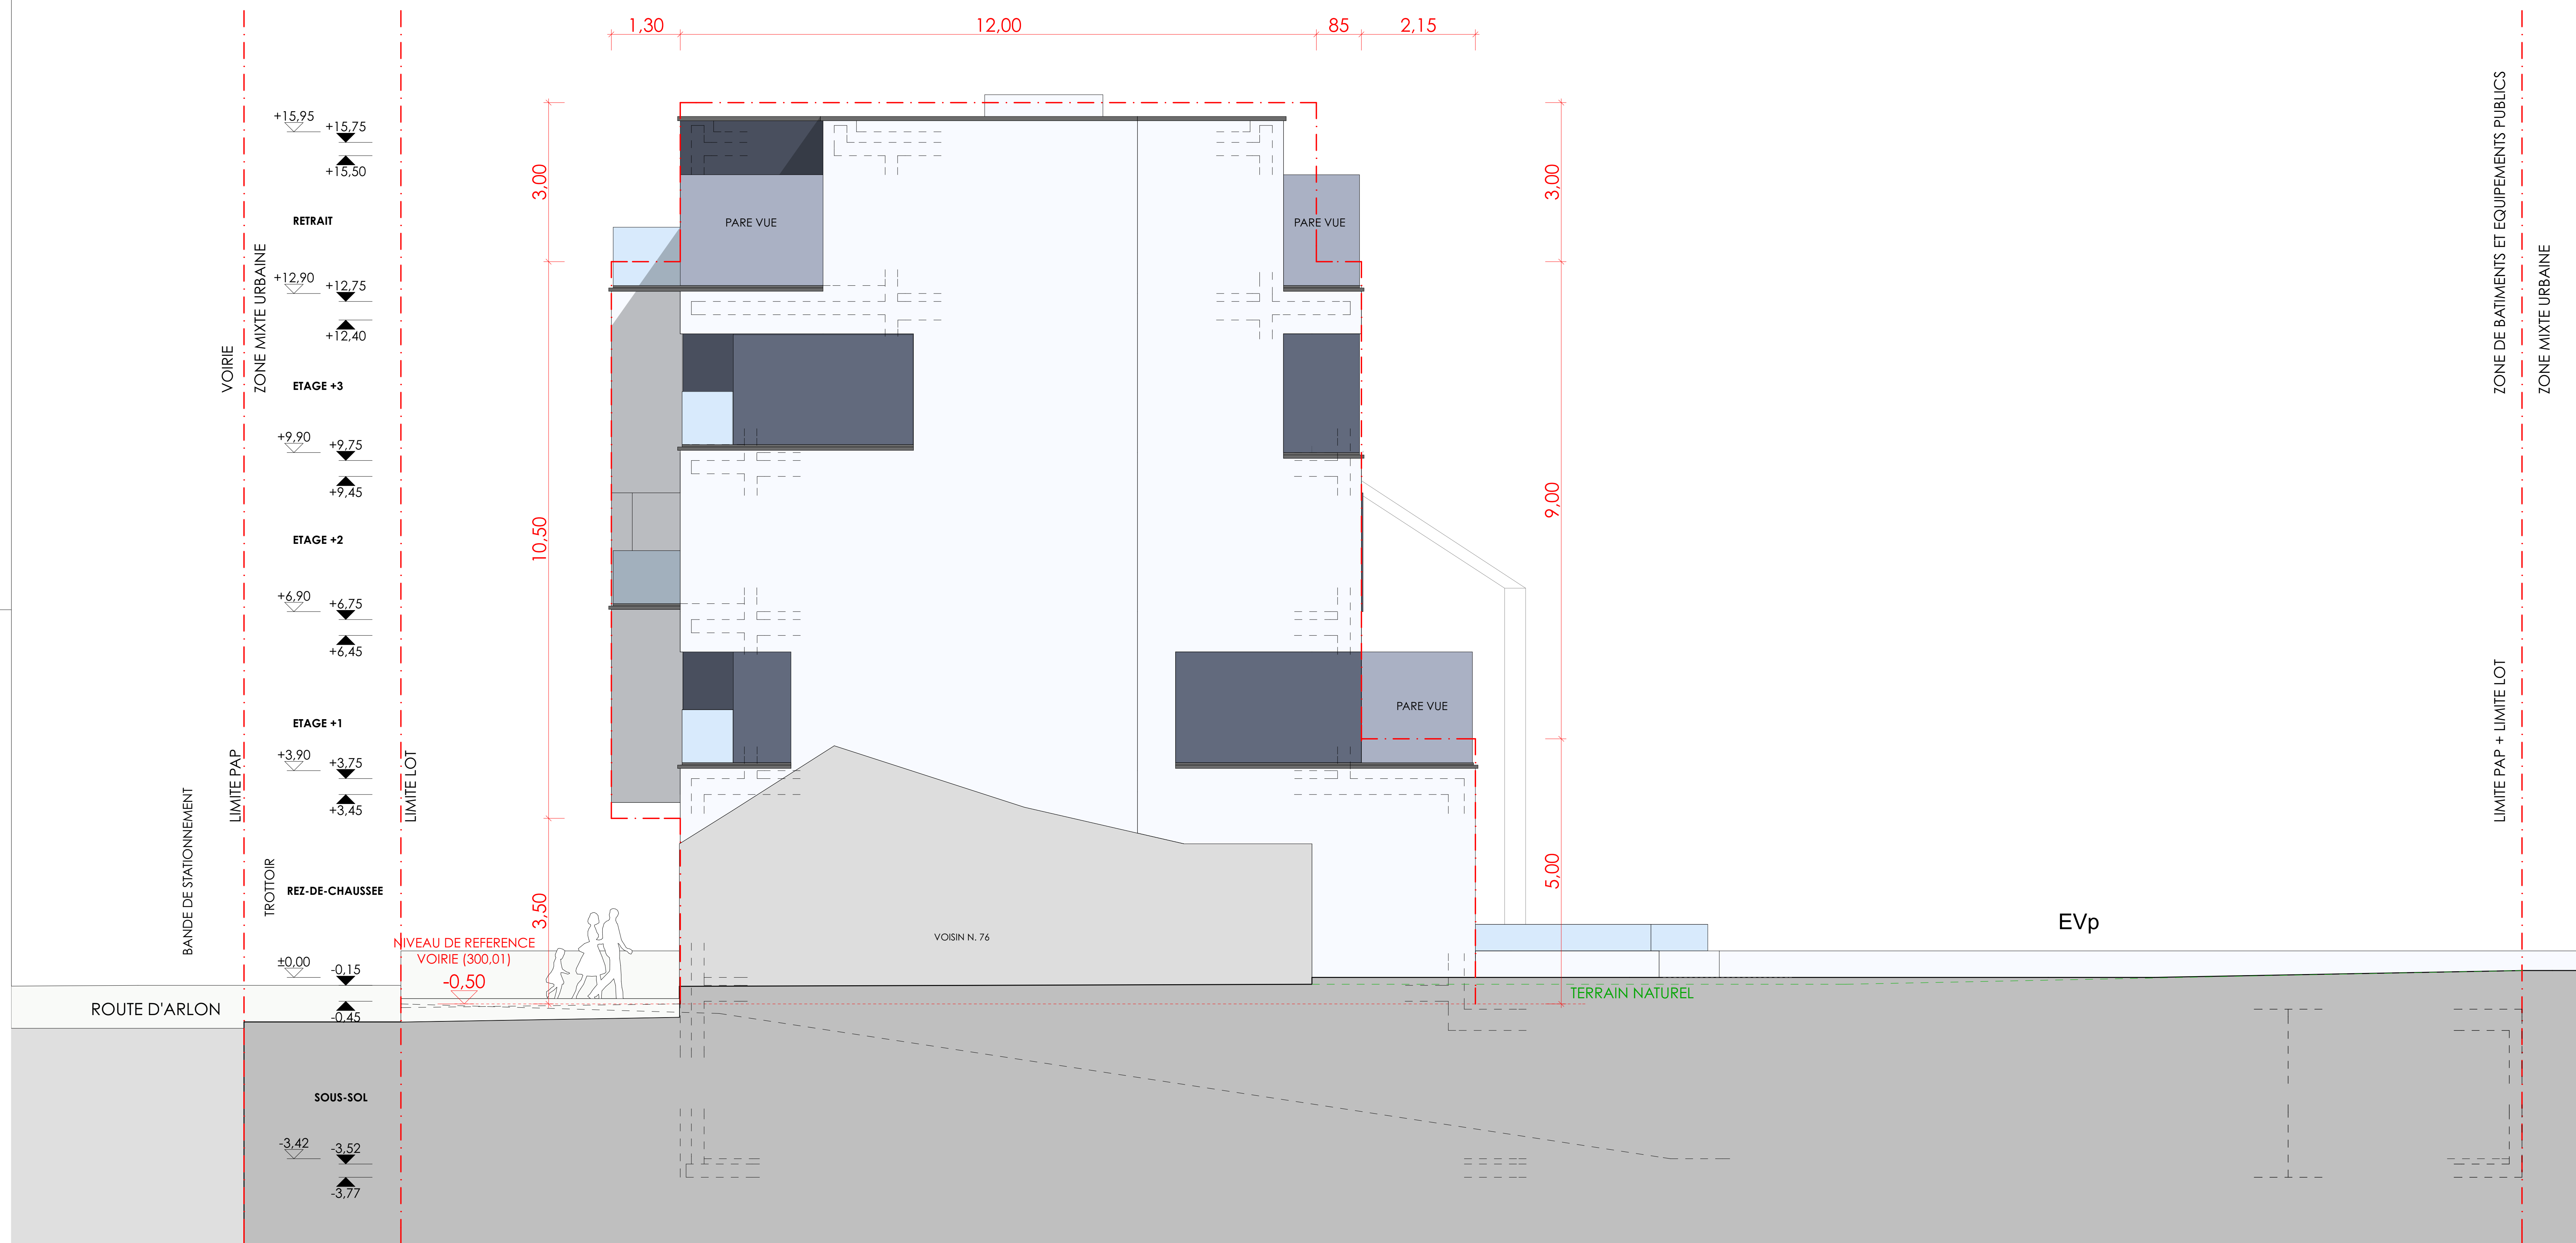 1,30
12,00
85
2,15
+15,95
+15,75
+15,50
3,00
3,00
RETRAIT
PARE VUE
PARE VUE
VOIRIE
ZONE MIXTE URBAINE
ZONE DE BATIMENTS ET EQUIPEMENTS PUBLICS
ZONE MIXTE URBAINE
+12,90
+12,75
+12,40
ETAGE +3
+9,90
+9,75
+9,45
10,50
9,00
ETAGE +2
+6,90
+6,75
+6,45
ETAGE +1
PARE VUE
+3,90
+3,75
+3,45
BANDE DE STATIONNEMENT
LIMITE PAP
LIMITE LOT
LIMITE PAP + LIMITE LOT
TROTTOIR
REZ-DE-CHAUSSEE
3,50
5,00
VOISIN N. 76
EVp
NIVEAU DE REFERENCE
VOIRIE (300,01)
-0,50
±0,00
-0,15
-0,45
ROUTE D'ARLON
TERRAIN NATUREL
SOUS-SOL
-3,42
-3,52
-3,77